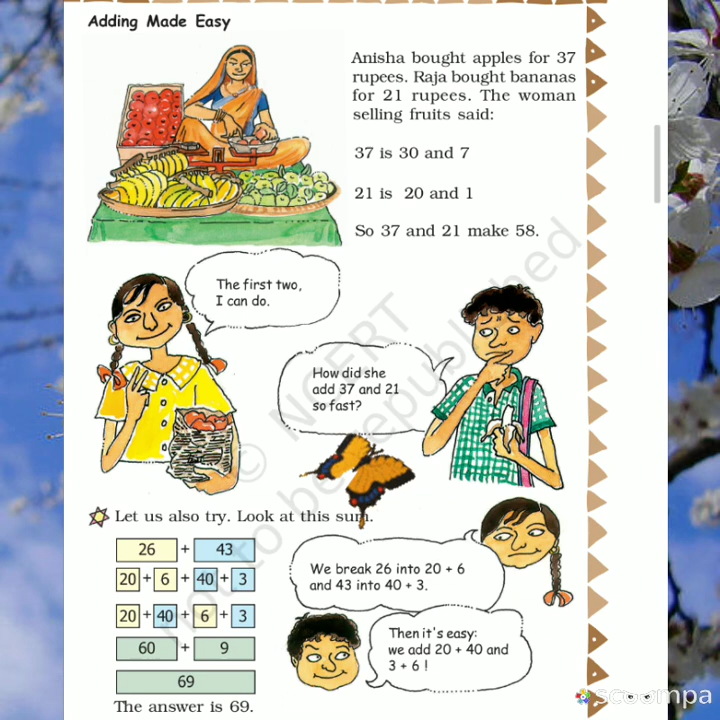 Adding Made Easy
Anisha bought apples for 37
rupees. Raja bought bananas
for 21 rupees. The woman
selling fruits said:
37 is 30 and 7
21 is 20 and 1
So 37 and 21 make 58.
The first two,
I can do.
How did she
add 37 and 21
so fast?
© NCERT
not to be republished
Let us also try. Look at this sum.
26 + 43
20 + 6 + 40 + 3
20 + 40 + 6 + 3
60 + 9
69
The answer is 69.
We break 26 into 20 + 6
and 43 into 40 + 3.
Then it's easy:
we add 20 + 40 and
3 + 6 !
scoompa